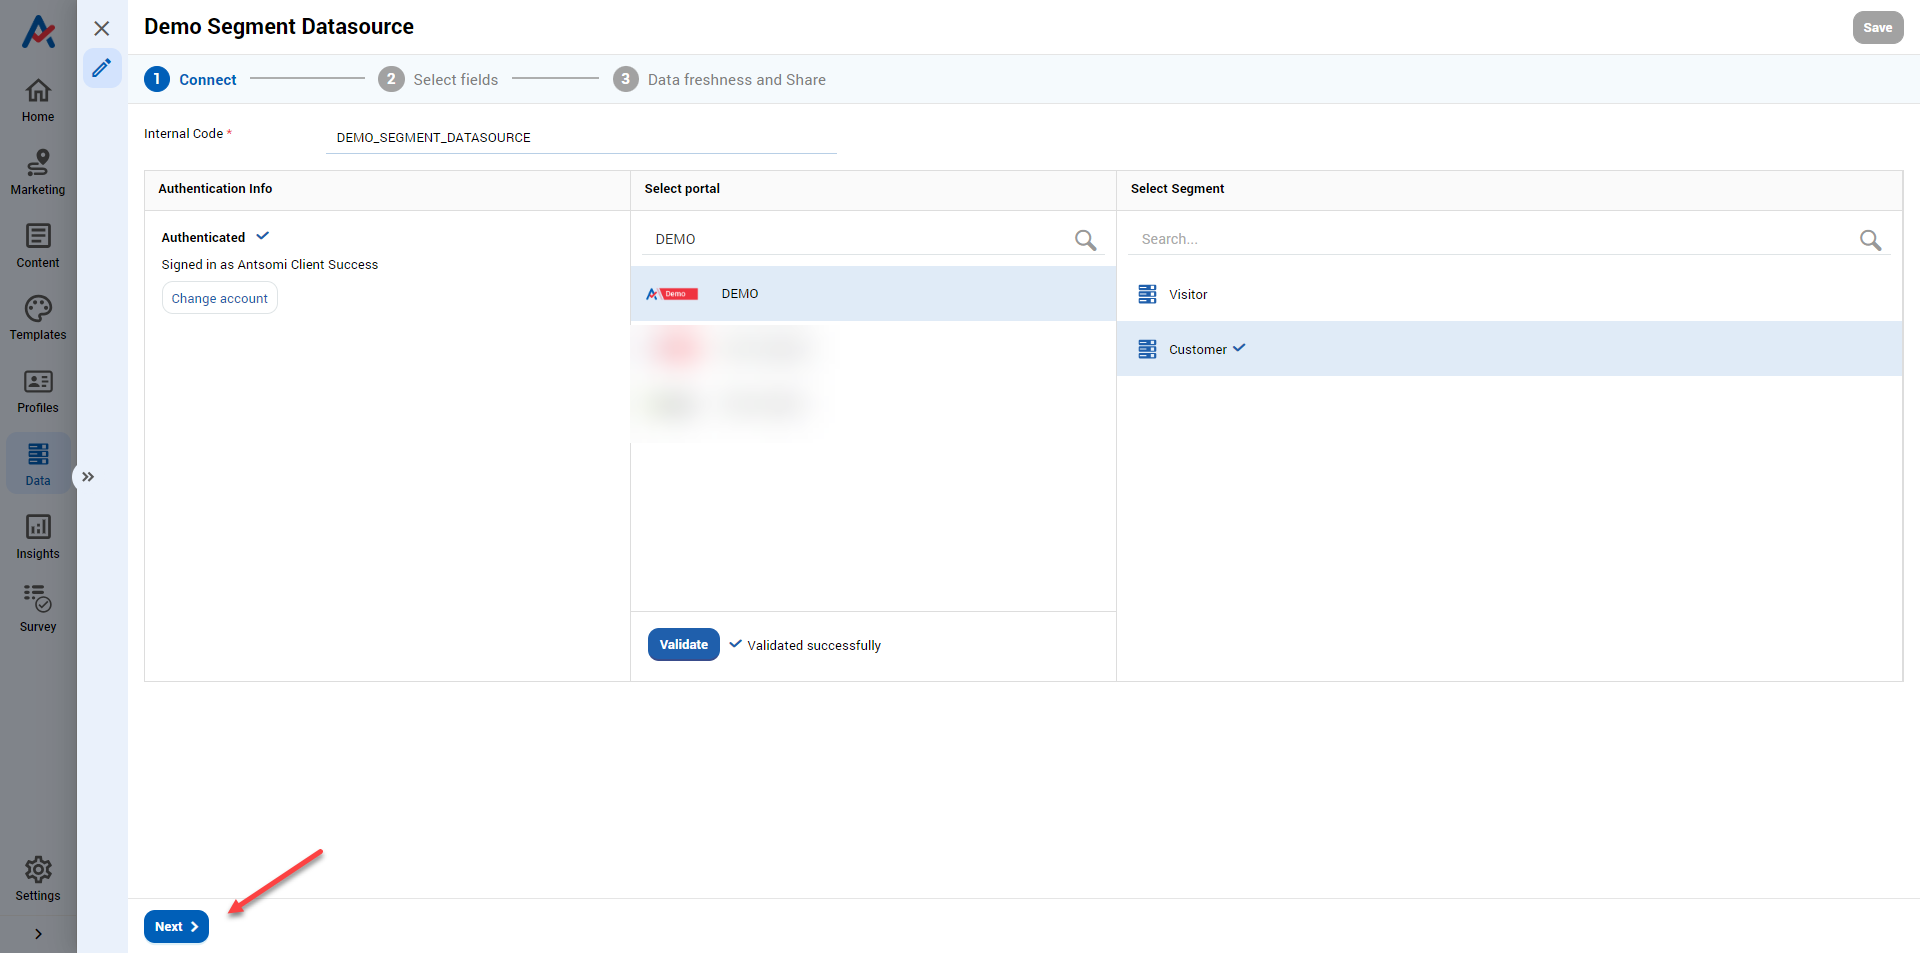 Demo Segment Datasource
Save
1 Connect
2 Select fields
3 Data freshness and Share
Home
Marketing
Content
Templates
Profiles
Data
Insights
Survey
Settings
Internal Code *
DEMO_SEGMENT_DATASOURCE
Authentication Info
Select portal
Select Segment
Authenticated
Signed in as Antsomi Client Success
Change account
DEMO
Demo
DEMO
Validate
Validated successfully
Search...
Visitor
Customer
Next